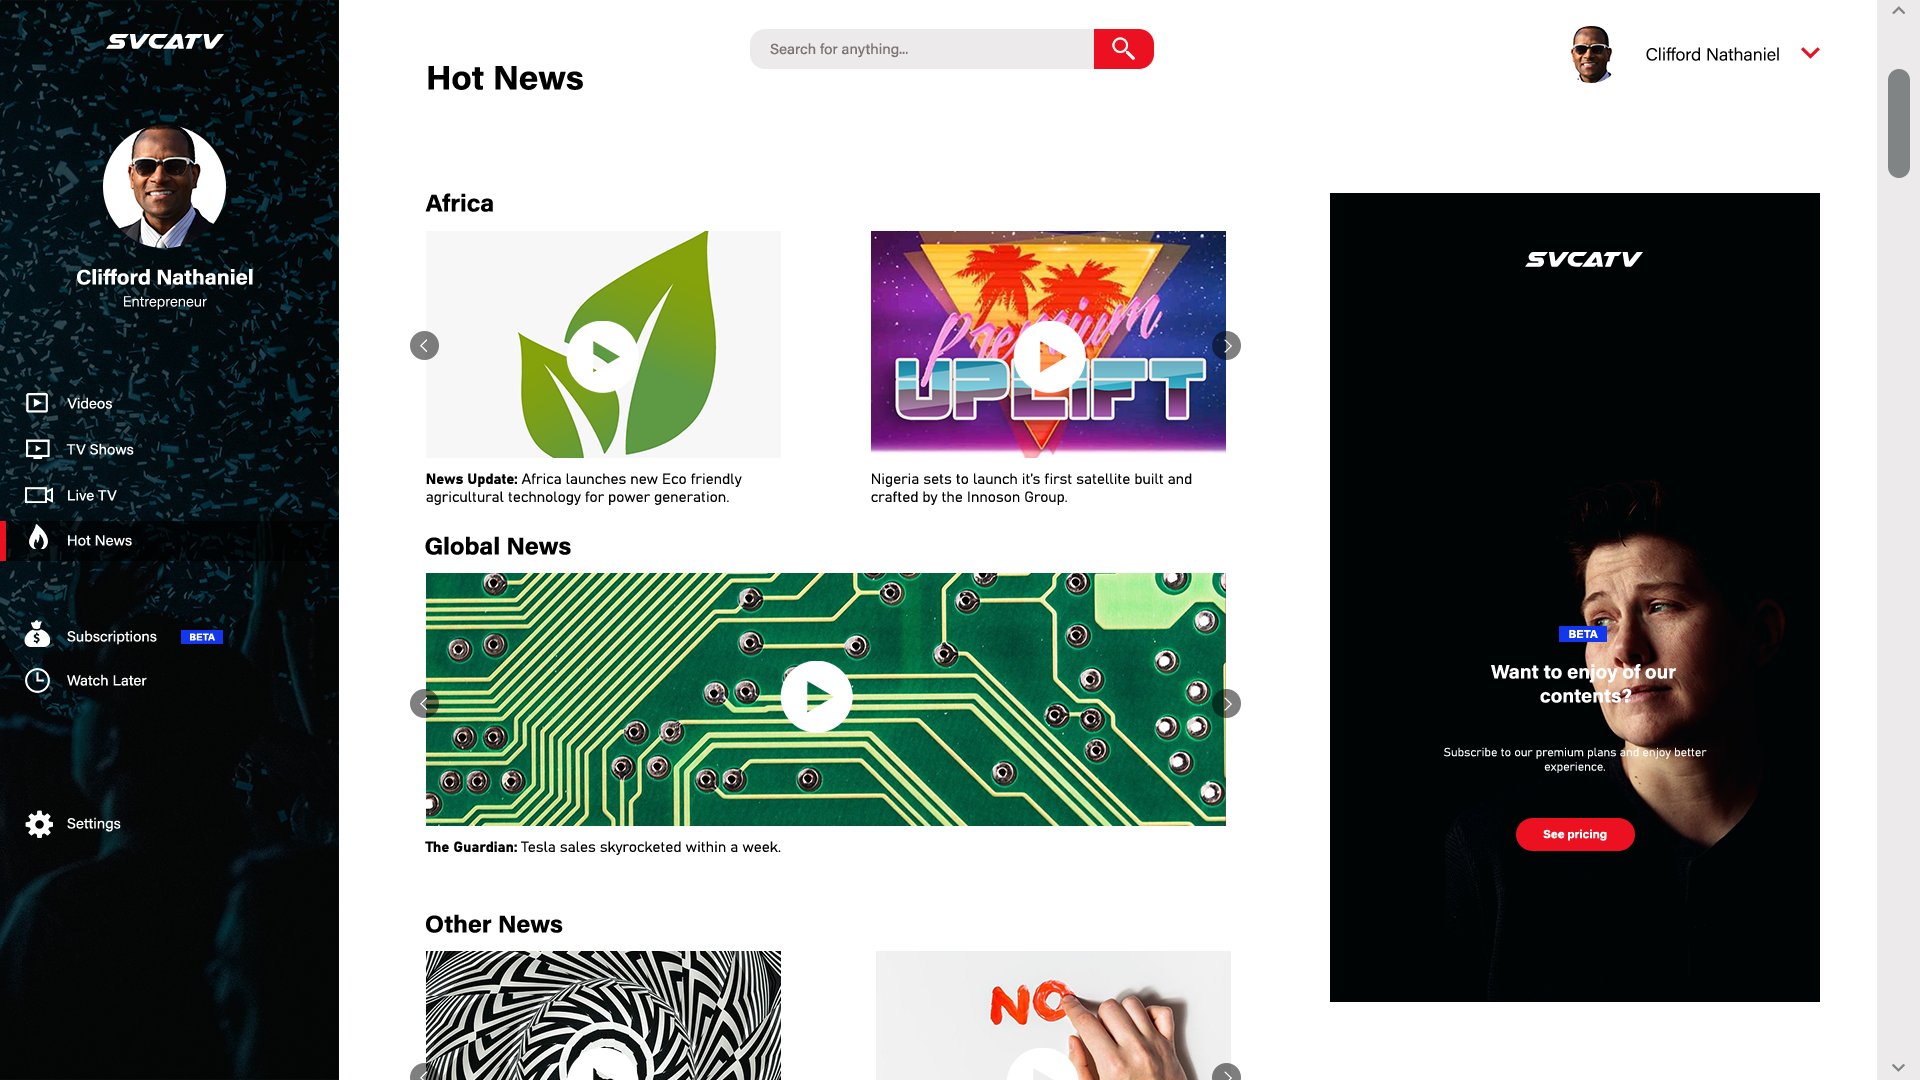 SVCATV
Clifford Nathaniel
Entrepreneur
Videos
TV Shows
Live TV
Hot News
Subscriptions BETA
Watch Later
Settings
Search for anything...
Clifford Nathaniel
Hot News
Africa
Premium
UPLIFT
News Update: Africa launches new Eco friendly
agricultural technology for power generation.
Nigeria sets to launch it's first satellite built and
crafted by the Innoson Group.
Global News
The Guardian: Tesla sales skyrocketed within a week.
Other News
NO
SVCATV
BETA
Want to enjoy of our
contents?
Subscribe to our premium plans and enjoy better
experience.
See pricing